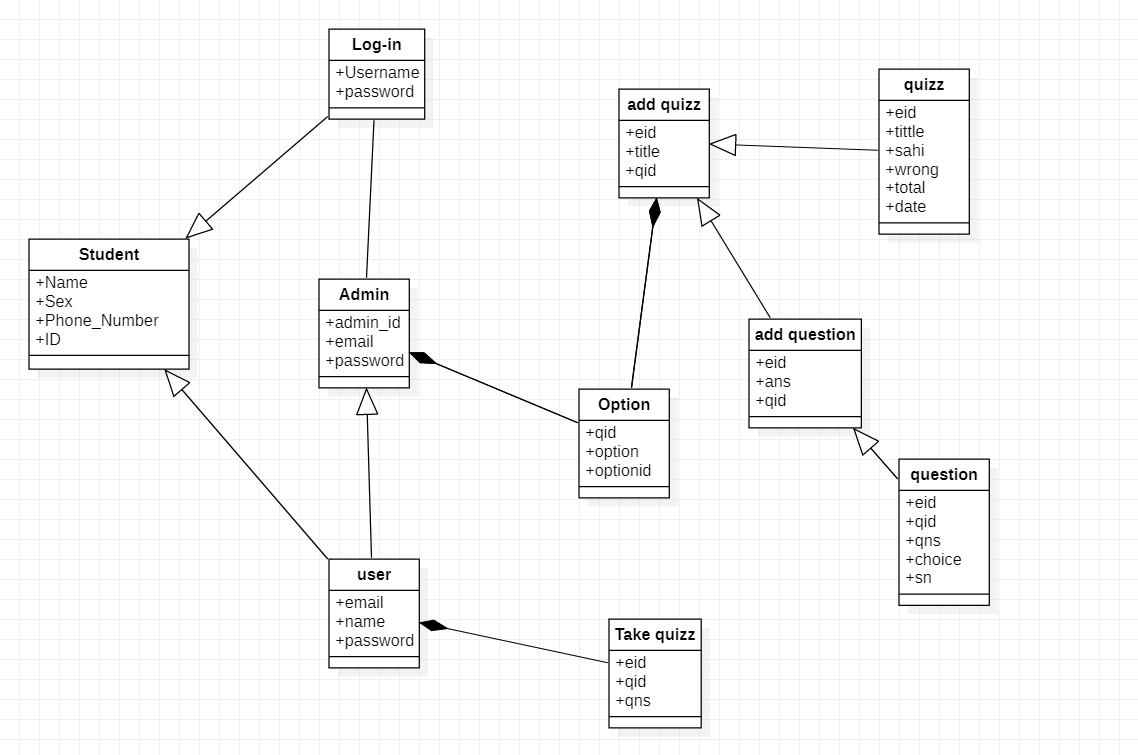 Log-in
+Username
+password
add quizz
+eid
+title
+qid
quizz
+eid
+tittle
+sahi
+wrong
+total
+date
Student
+Name
+Sex
+Phone_Number
+ID
Admin
+admin_id
+email
+password
add question
+eid
+ans
+qid
Option
+qid
+option
+optionid
question
+eid
+qid
+qns
+choice
+sn
user
+email
+name
+password
Take quizz
+eid
+qid
+qns